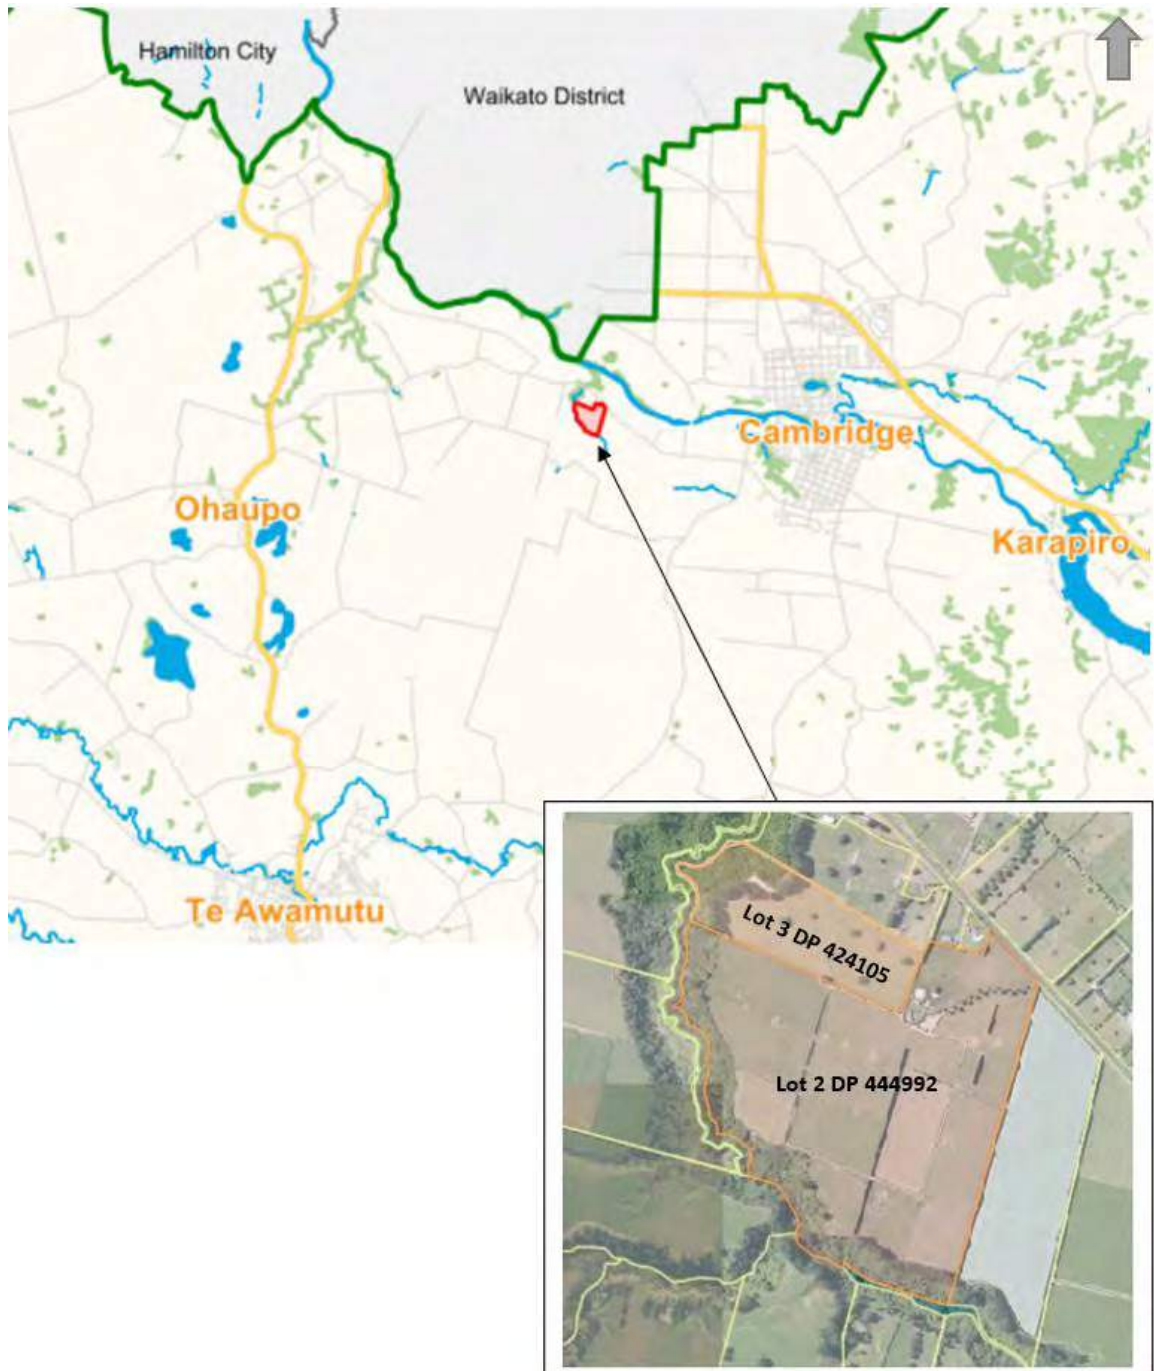 Hamilton City
Waikato District
Cambridge
Ohaupo
Karapiro
Te Awamutu
Lot 3 DP 424105
Lot 2 DP 444992